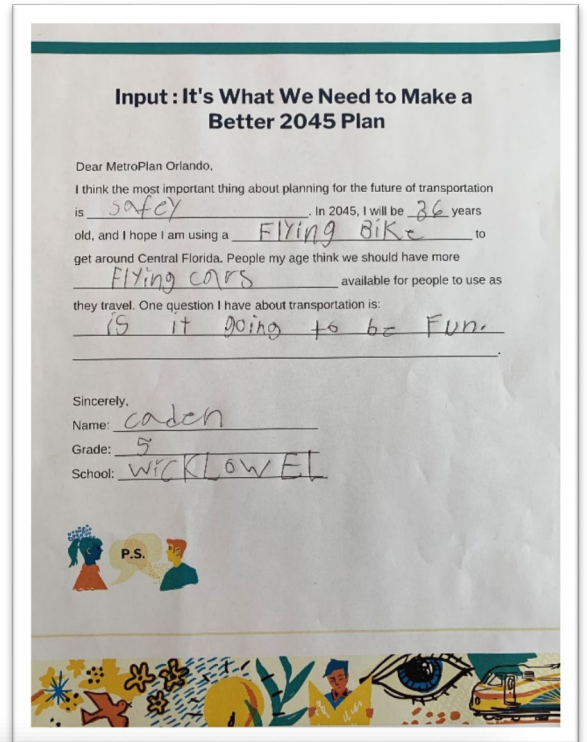 Input : It's What We Need to Make a
Better 2045 Plan
Dear MetroPlan Orlando,
I think the most important thing about planning for the future of transportation
is safey. In 2045, I will be 36 years
old, and I hope I am using a Flying Bike to
get around Central Florida. People my age think we should have more
Flying cars available for people to use as
they travel. One question I have about transportation is:
is it going to be Fun.
.
Sincerely,
Name: caden
Grade: 5
School: WicKLOW EL
P.S.